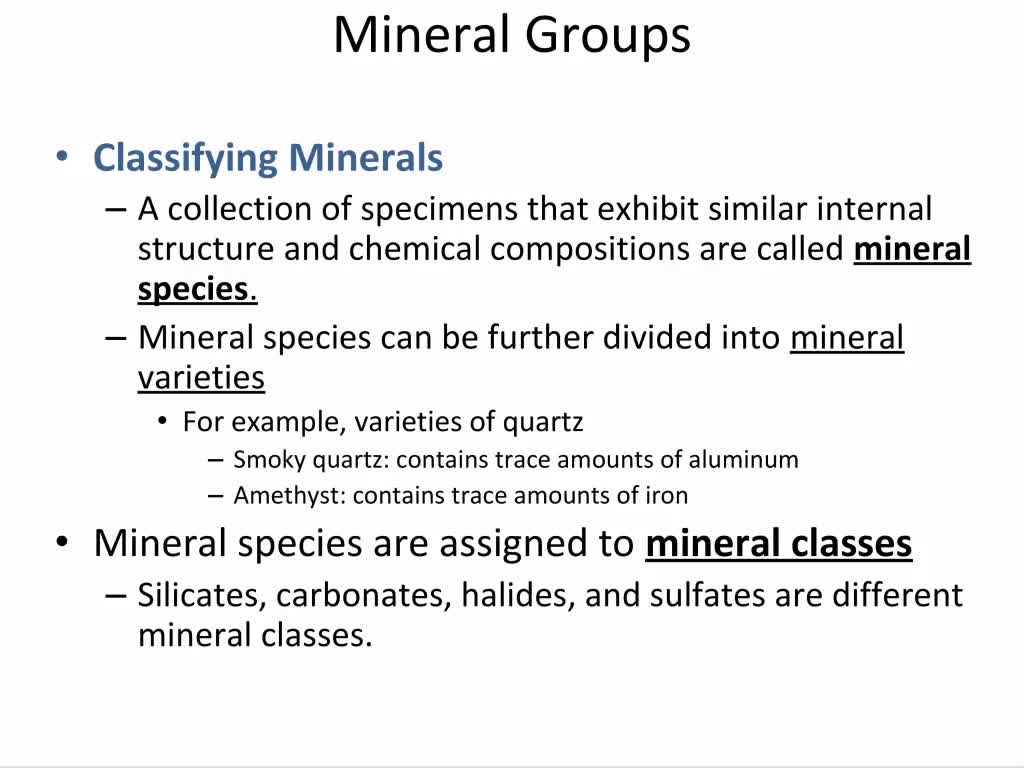 Mineral Groups
• Classifying Minerals
– A collection of specimens that exhibit similar internal
structure and chemical compositions are called mineral
species.
– Mineral species can be further divided into mineral
varieties
• For example, varieties of quartz
– Smoky quartz: contains trace amounts of aluminum
– Amethyst: contains trace amounts of iron
• Mineral species are assigned to mineral classes
– Silicates, carbonates, halides, and sulfates are different
mineral classes.